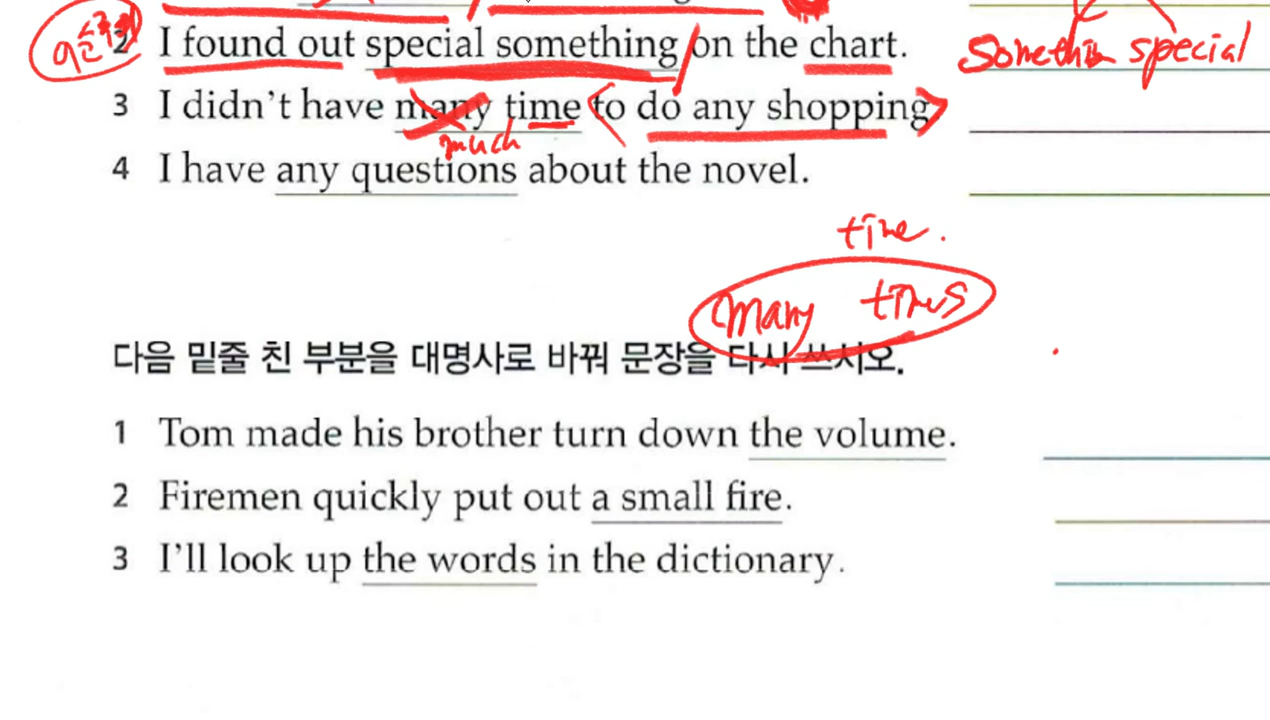 어순주의
2 I found out special something on the chart. something special
3 I didn't have many time to do any shopping
much
4 I have any questions about the novel.
time.
many times
다음 밑줄 친 부분을 대명사로 바꿔 문장을 다시 쓰시오.
1 Tom made his brother turn down the volume.
2 Firemen quickly put out a small fire.
3 I'll look up the words in the dictionary.